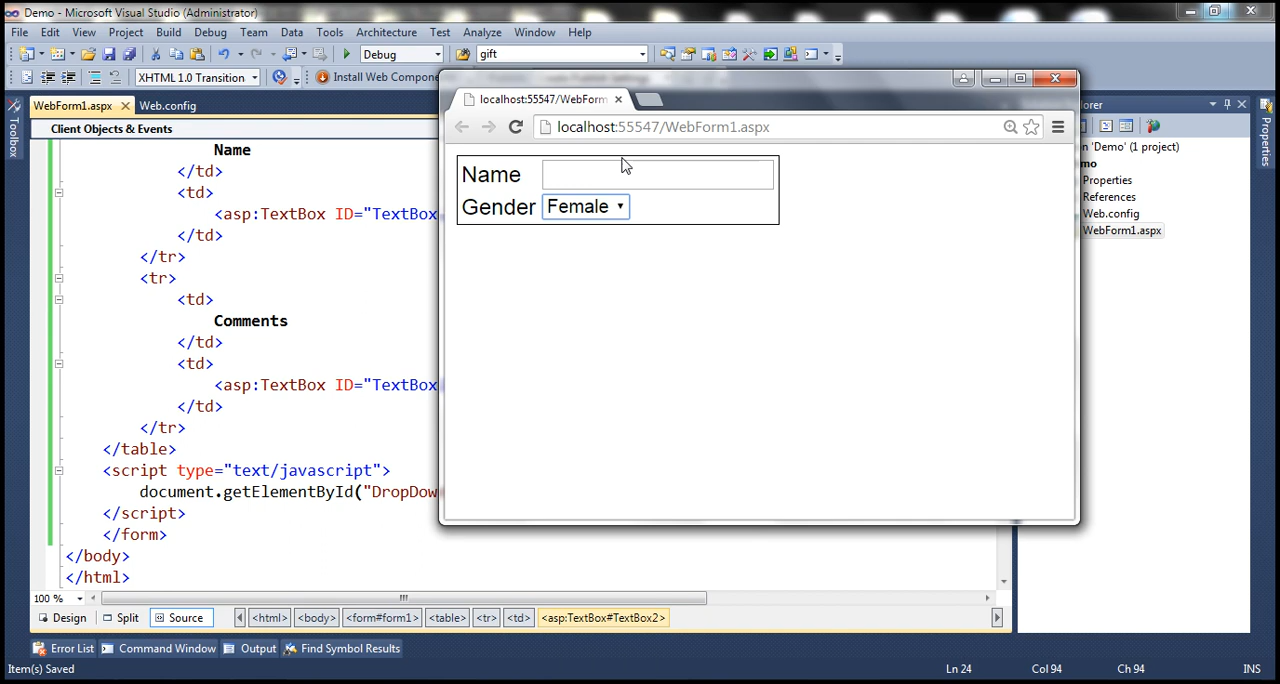 Demo - Microsoft Visual Studio (Administrator)
File Edit View Project Build Debug Team Data Tools Architecture Test Analyze Window Help
Debug gift
XHTML 1.0 Transition Install Web Compone
WebForm1.aspx Web.config
Client Objects & Events
Toolbox
Name
</td>
<td>
<asp:TextBox ID="TextBox
</td>
</tr>
<tr>
<td>
Comments
</td>
<td>
<asp:TextBox ID="TextBox
</td>
</tr>
</table>
<script type="text/javascript">
document.getElementById("DropDow
</script>
</form>
</body>
</html>
100 %
Design Split Source <html> <body> <form#form1> <table> <tr> <td> <asp:TextBox#TextBox2>
Error List Command Window Output Find Symbol Results
Item(s) Saved Ln 24 Col 94 Ch 94 INS
localhost:55547/WebForm
localhost:55547/WebForm1.aspx
Name
Gender Female
orer
n 'Demo' (1 project)
mo
Properties
References
Web.config
WebForm1.aspx
Properties